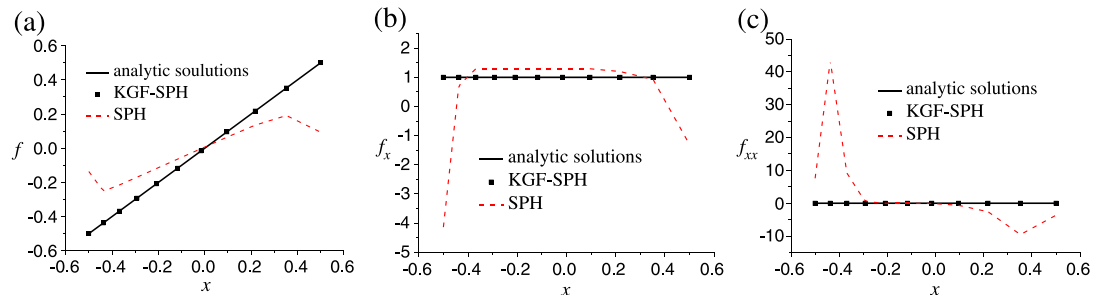 (a)
0.6
0.4
0.2
0.0
-0.2
-0.4
-0.6
f
analytic soulutions
KGF-SPH
SPH
-0.6 -0.4 -0.2 0.0 0.2 0.4 0.6
x
(b)
2
1
0
-1
-2
-3
-4
-5
fx
analytic solutions
KGF-SPH
SPH
-0.6 -0.4 -0.2 0.0 0.2 0.4 0.6
x
(c)
50
40
30
20
10
0
-10
fxx
analytic solutions
KGF-SPH
SPH
-0.6 -0.4 -0.2 0.0 0.2 0.4 0.6
x